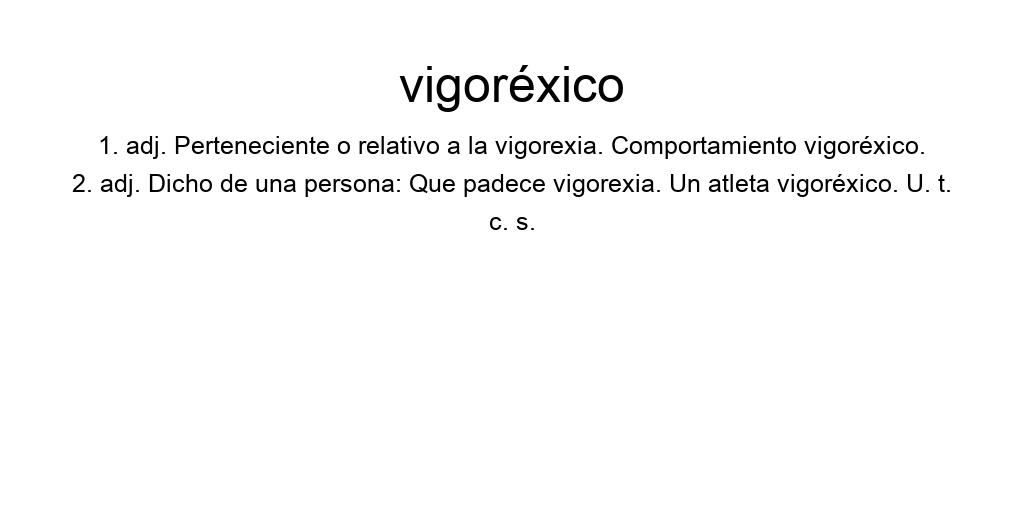 vigoréxico
1. adj. Perteneciente o relativo a la vigorexia. Comportamiento vigoréxico.
2. adj. Dicho de una persona: Que padece vigorexia. Un atleta vigoréxico. U. t.
c. s.